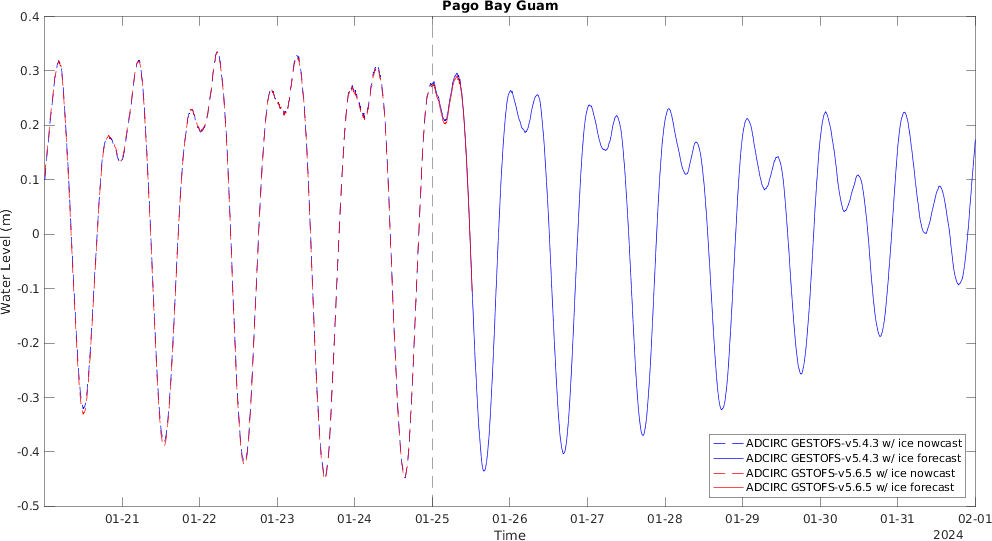 Pago Bay Guam
0.4
0.3
0.2
0.1
0
-0.1
-0.2
-0.3
-0.4
-0.5
Water Level (m)
01-21 01-22 01-23 01-24 01-25 01-26 01-27 01-28 01-29 01-30 01-31 02-01
Time
2024
ADCIRC GESTOFS-v5.4.3 w/ ice nowcast
ADCIRC GESTOFS-v5.4.3 w/ ice forecast
ADCIRC GSTOFS-v5.6.5 w/ ice nowcast
ADCIRC GSTOFS-v5.6.5 w/ ice forecast